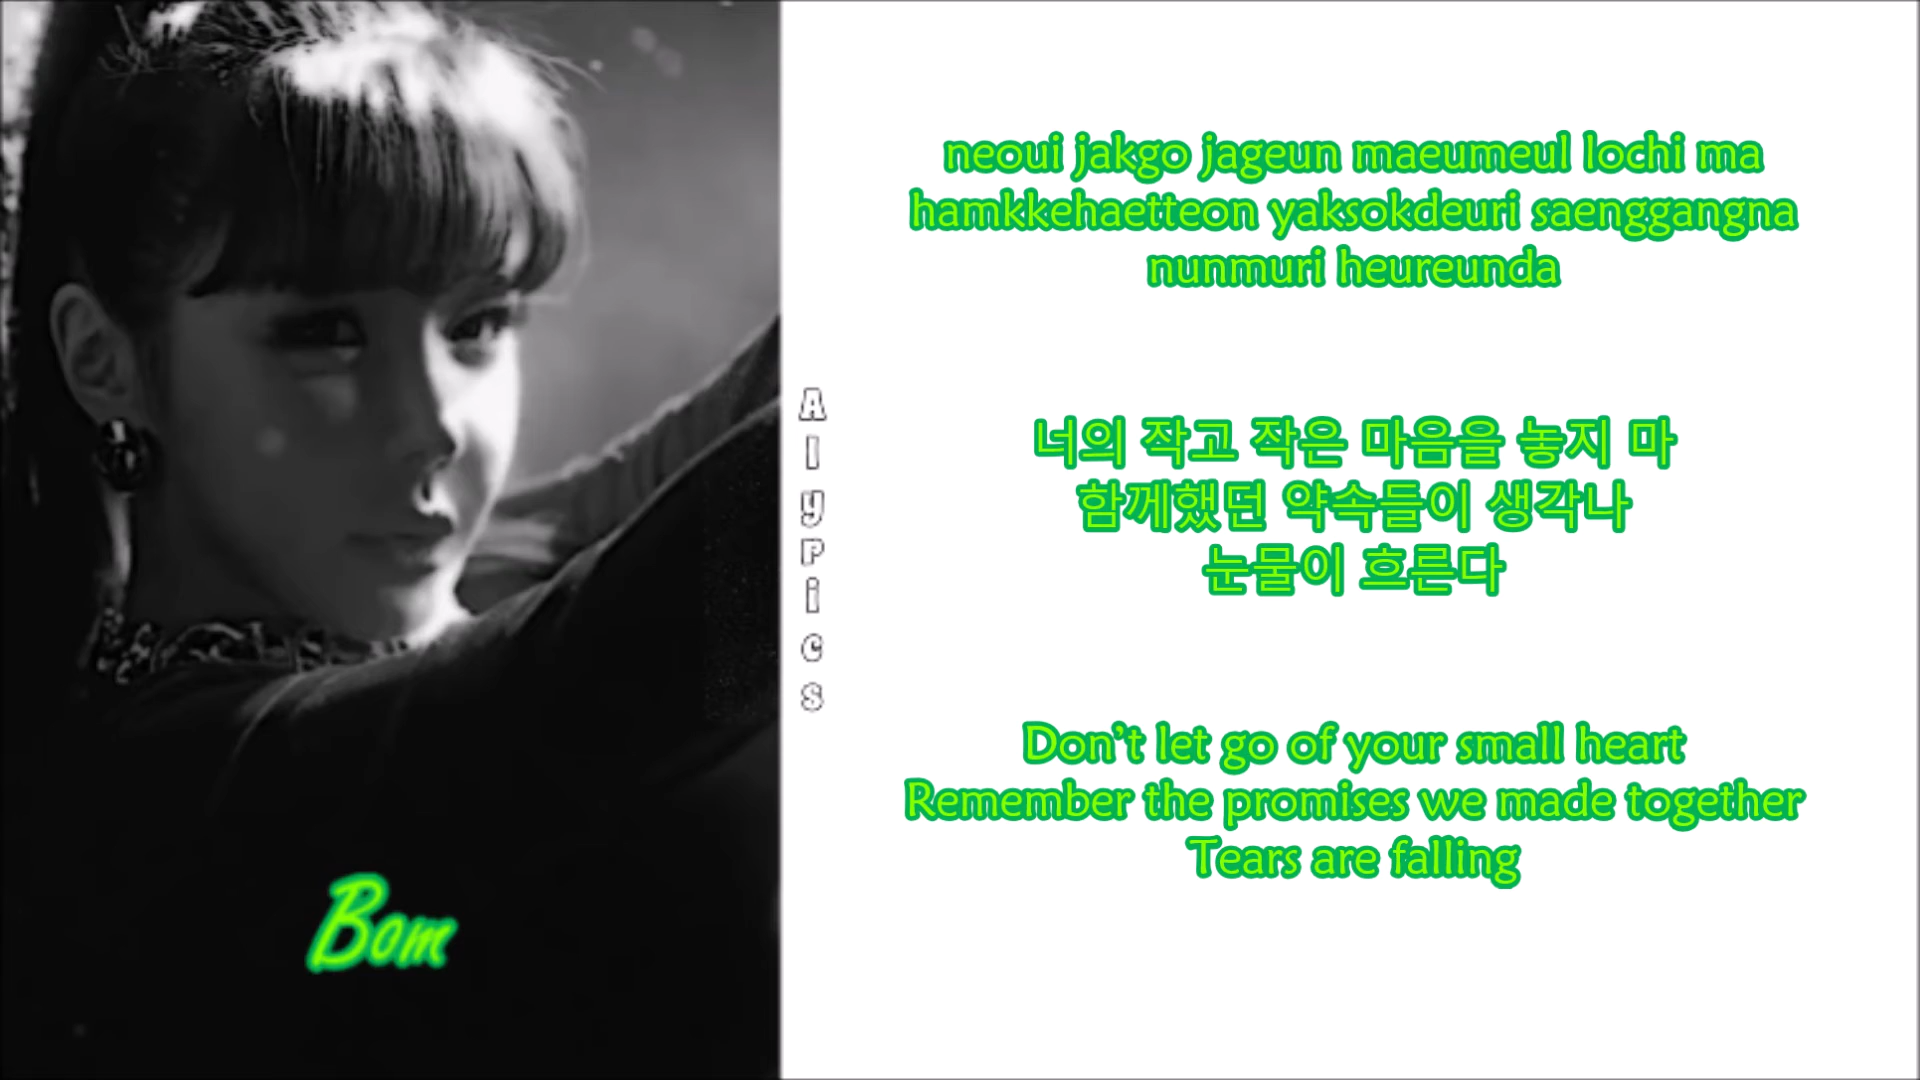 neoui jakgo jageun maeumeul lochi ma
hamkkehaetteon yaksokdeuri saenggangna
nunmuri heureunda
너의 작고 작은 마음을 놓지 마
함께했던 약속들이 생각나
눈물이 흐른다
Don't let go of your small heart
Remember the promises we made together
Tears are falling
AlyPics
Bom